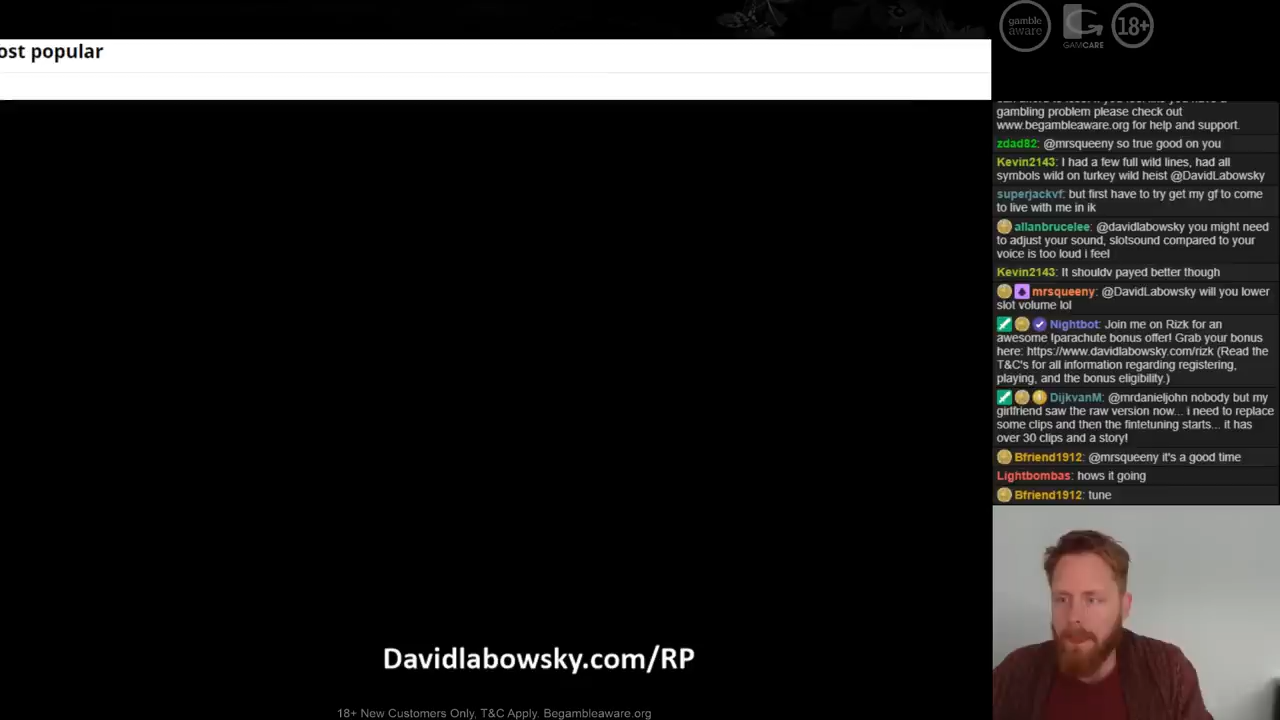 ost popular
gamble
aware
GAMCARE
18+
gambling problem please check out
www.begambleaware.org for help and support.
zdad82: @mrsqueeny so true good on you
Kevin2143: I had a few full wild lines, had all
symbols wild on turkey wild heist @DavidLabowsky
superjackvf: but first have to try get my gf to come
to live with me in ik
allanbrucelee: @davidlabowsky you might need
to adjust your sound, slotsound compared to your
voice is too loud i feel
Kevin2143: It shouldv payed better though
mrsqueeny: @DavidLabowsky will you lower
slot volume lol
Nightbot: Join me on Rizk for an
awesome !parachute bonus offer! Grab your bonus
here: https://www.davidlabowsky.com/rizk (Read the
T&C's for all information regarding registering,
playing, and the bonus eligibility.)
DijkvanM: @mrdanieljohn nobody but my
girlfriend saw the raw version now... i need to replace
some clips and then the fintetuning starts... it has
over 30 clips and a story!
Bfriend1912: @mrsqueeny it's a good time
Lightbombas: hows it going
Bfriend1912: tune
Davidlabowsky.com/RP
18+ New Customers Only, T&C Apply. Begambleaware.org